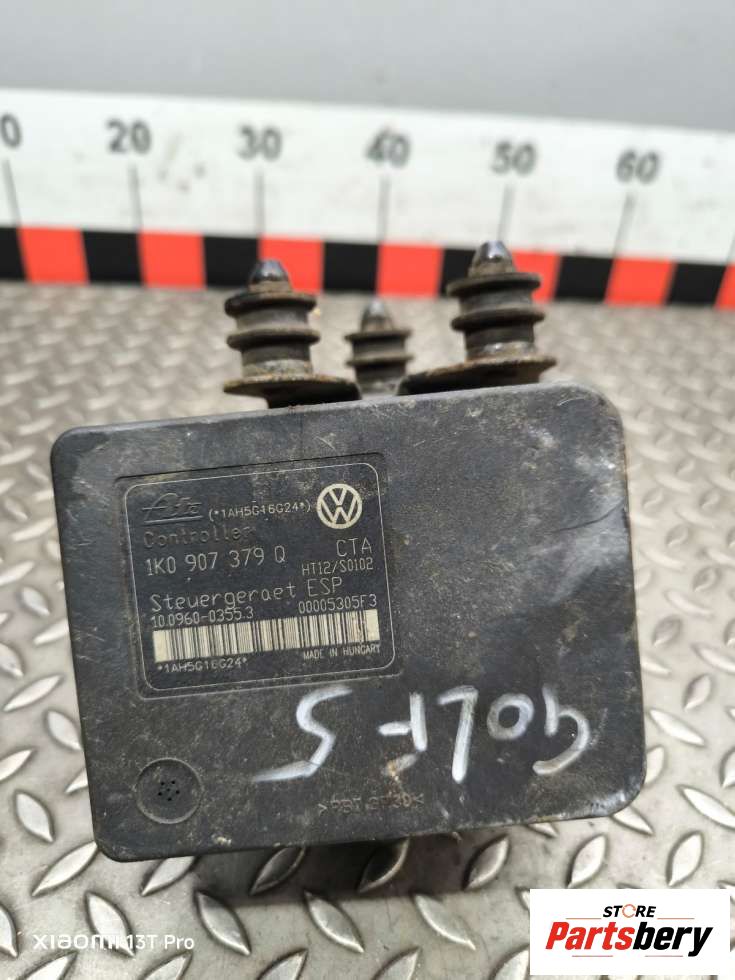 0 20 30 40 50 60
Ate (*1AH5G16G24*)
Controller
1K0 907 379 Q CTA
HT12/S0102
Steuergeraet ESP
10.0960-0355.3 00005305F3
*1AH5G16G24* MADE IN HUNGARY
GOLF 5
XIAOMI 13T Pro
STORE
Partsbery